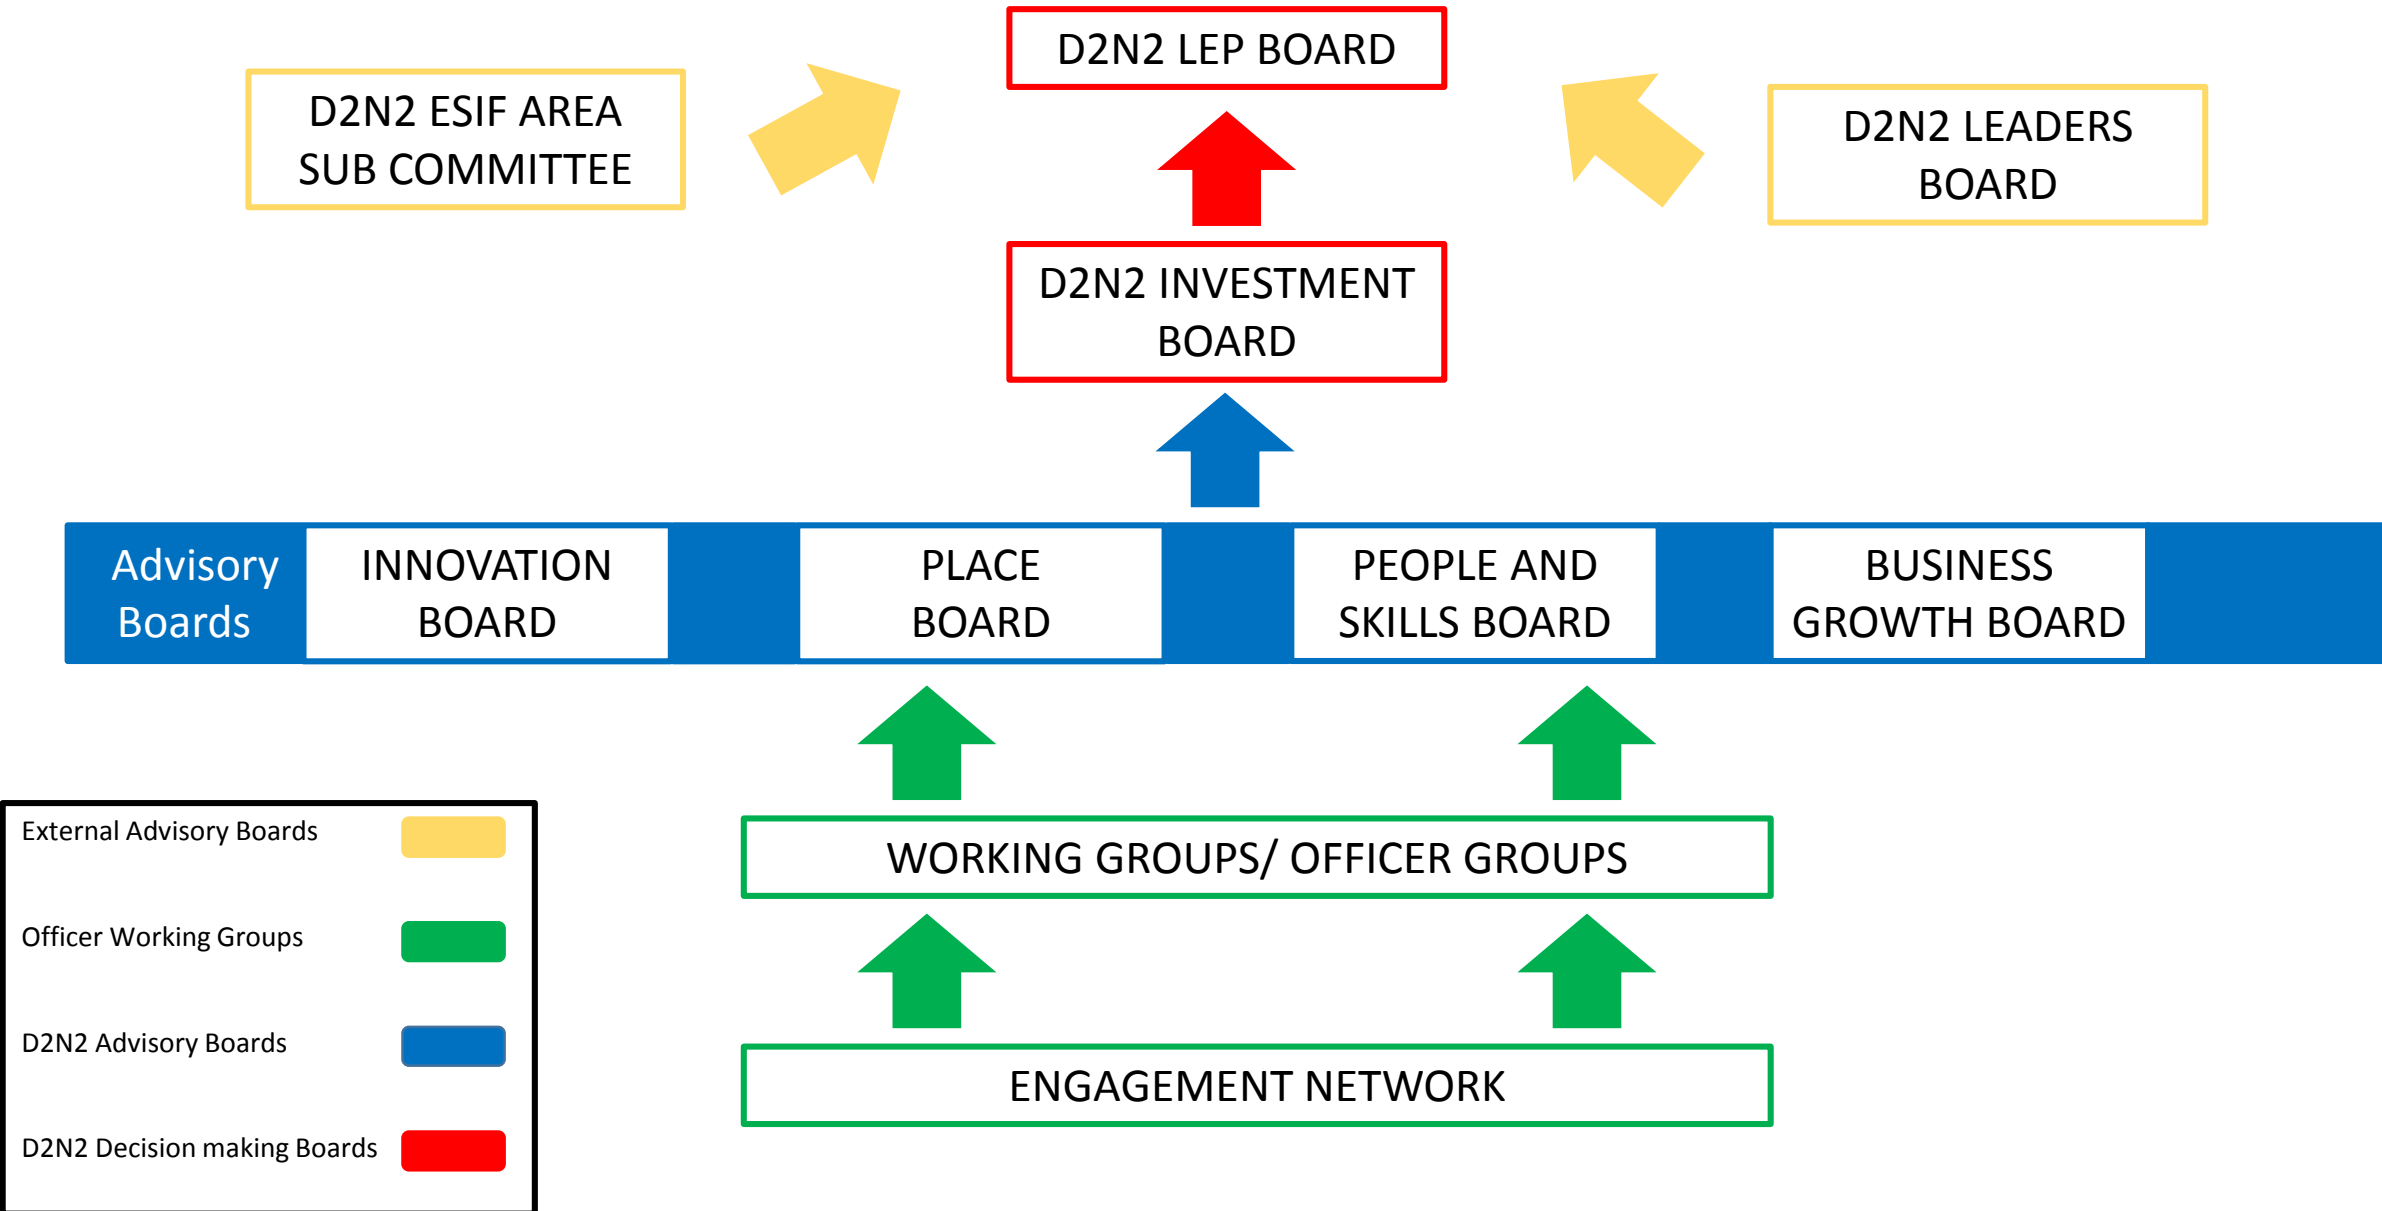 D2N2 LEP BOARD
D2N2 ESIF AREA
SUB COMMITTEE
D2N2 LEADERS
BOARD
D2N2 INVESTMENT
BOARD
Advisory
Boards
INNOVATION
BOARD
PLACE
BOARD
PEOPLE AND
SKILLS BOARD
BUSINESS
GROWTH BOARD
WORKING GROUPS/ OFFICER GROUPS
ENGAGEMENT NETWORK
External Advisory Boards
Officer Working Groups
D2N2 Advisory Boards
D2N2 Decision making Boards